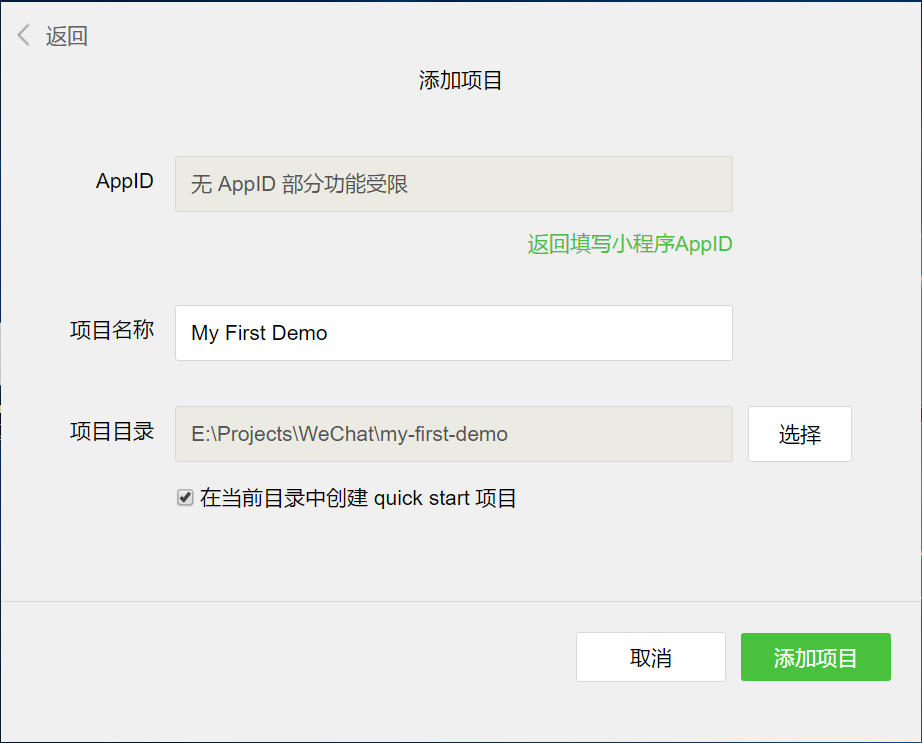 返回
添加项目
AppID
无 AppID 部分功能受限
返回填写小程序AppID
项目名称
My First Demo
项目目录
E:\Projects\WeChat\my-first-demo
选择
在当前目录中创建 quick start 项目
取消
添加项目